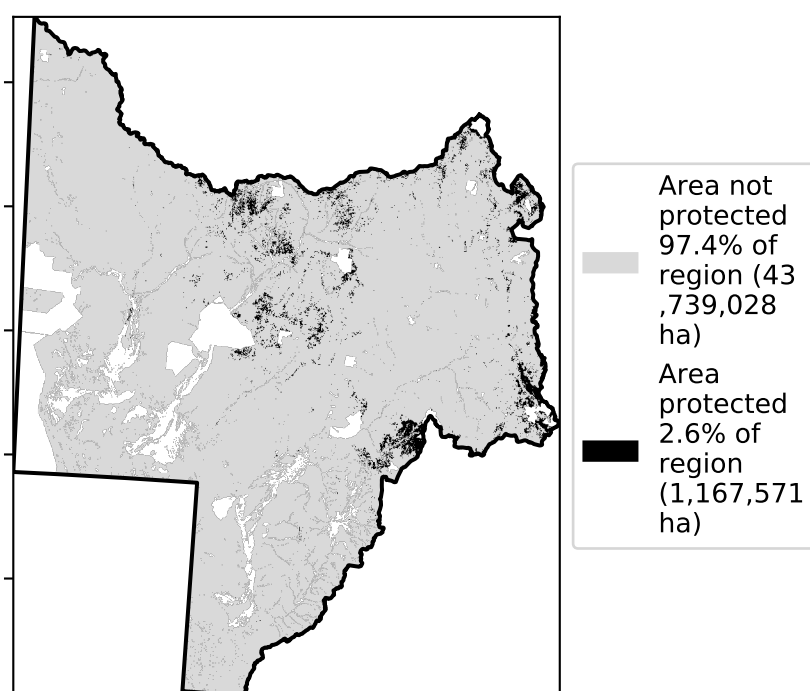 Area not
protected
97.4% of
region (43
,739,028
ha)
Area
protected
2.6% of
region
(1,167,571
ha)